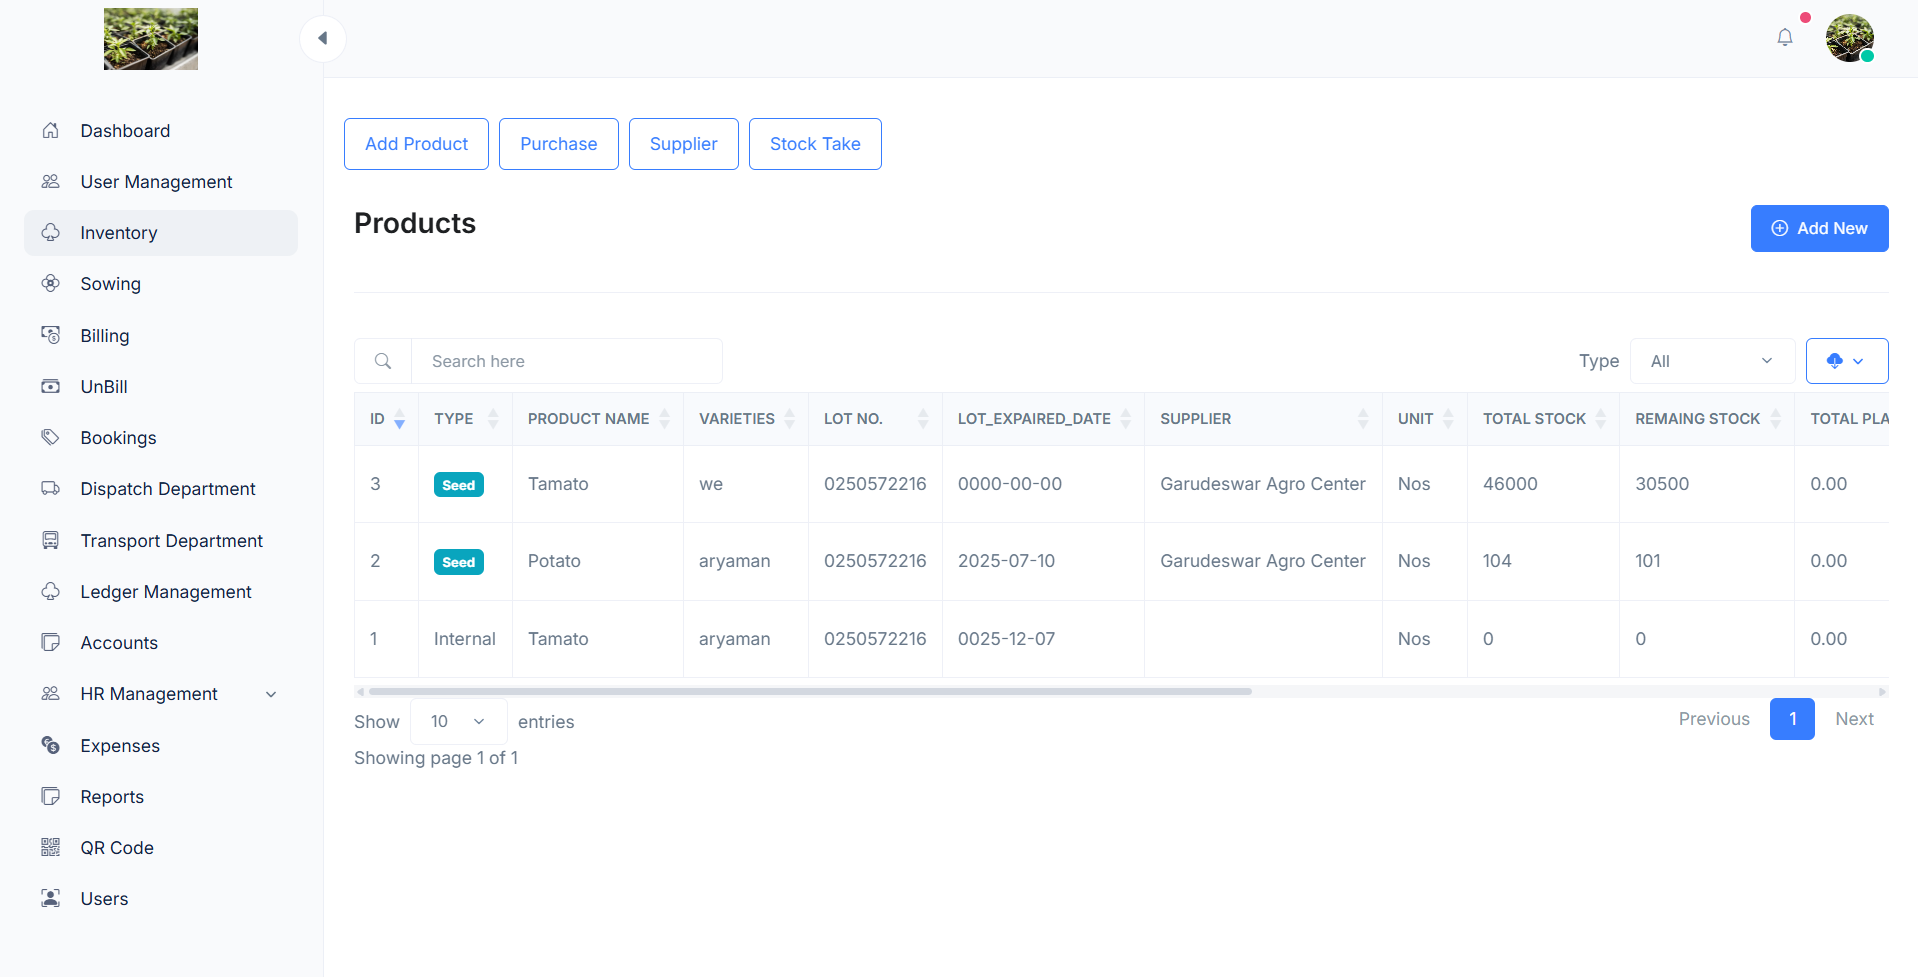 Dashboard
User Management
Inventory
Sowing
Billing
UnBill
Bookings
Dispatch Department
Transport Department
Ledger Management
Accounts
HR Management
Expenses
Reports
QR Code
Users
Add Product Purchase Supplier Stock Take
Products
Add New
Search here
Type All
ID TYPE PRODUCT NAME VARIETIES LOT NO. LOT_EXPAIRED_DATE SUPPLIER UNIT TOTAL STOCK REMAING STOCK TOTAL PLA
3 Seed Tamato we 0250572216 0000-00-00 Garudeswar Agro Center Nos 46000 30500 0.00
2 Seed Potato aryaman 0250572216 2025-07-10 Garudeswar Agro Center Nos 104 101 0.00
1 Internal Tamato aryaman 0250572216 0025-12-07 Nos 0 0 0.00
Show 10 entries
Previous 1 Next
Showing page 1 of 1